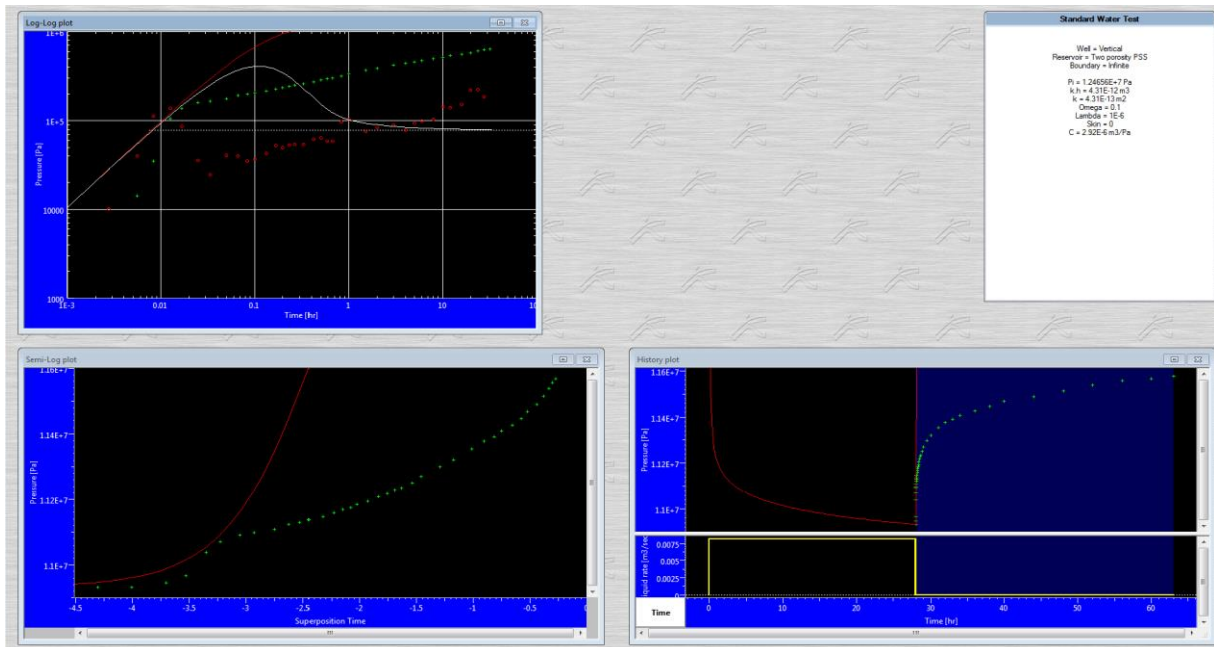 Log-Log plot
1E+6
1E+5
10000
1000
Pressure [Pa]
1E-3
0.01
0.1
1
10
Time [hr]
Standard Water Test
Well = Vertical
Reservoir = Two porosity PSS
Boundary = Infinite
Pi = 1.24656E+7 Pa
k.h = 4.31E-12 m3
k = 4.31E-13 m2
Omega = 0.1
Lambda = 1E-6
Skin = 0
C = 2.92E-6 m3/Pa
Semi-Log plot
1.16E+7
1.14E+7
1.12E+7
1.1E+7
Pressure [Pa]
-4.5
-4
-3.5
-3
-2.5
-2
-1.5
-1
-0.5
0
Superposition Time
History plot
1.16E+7
1.14E+7
1.12E+7
1.1E+7
Pressure [Pa]
0.0075
0.005
0.0025
0
iquid rate [m3/sec
Time
0
10
20
30
40
50
60
Time [hr]